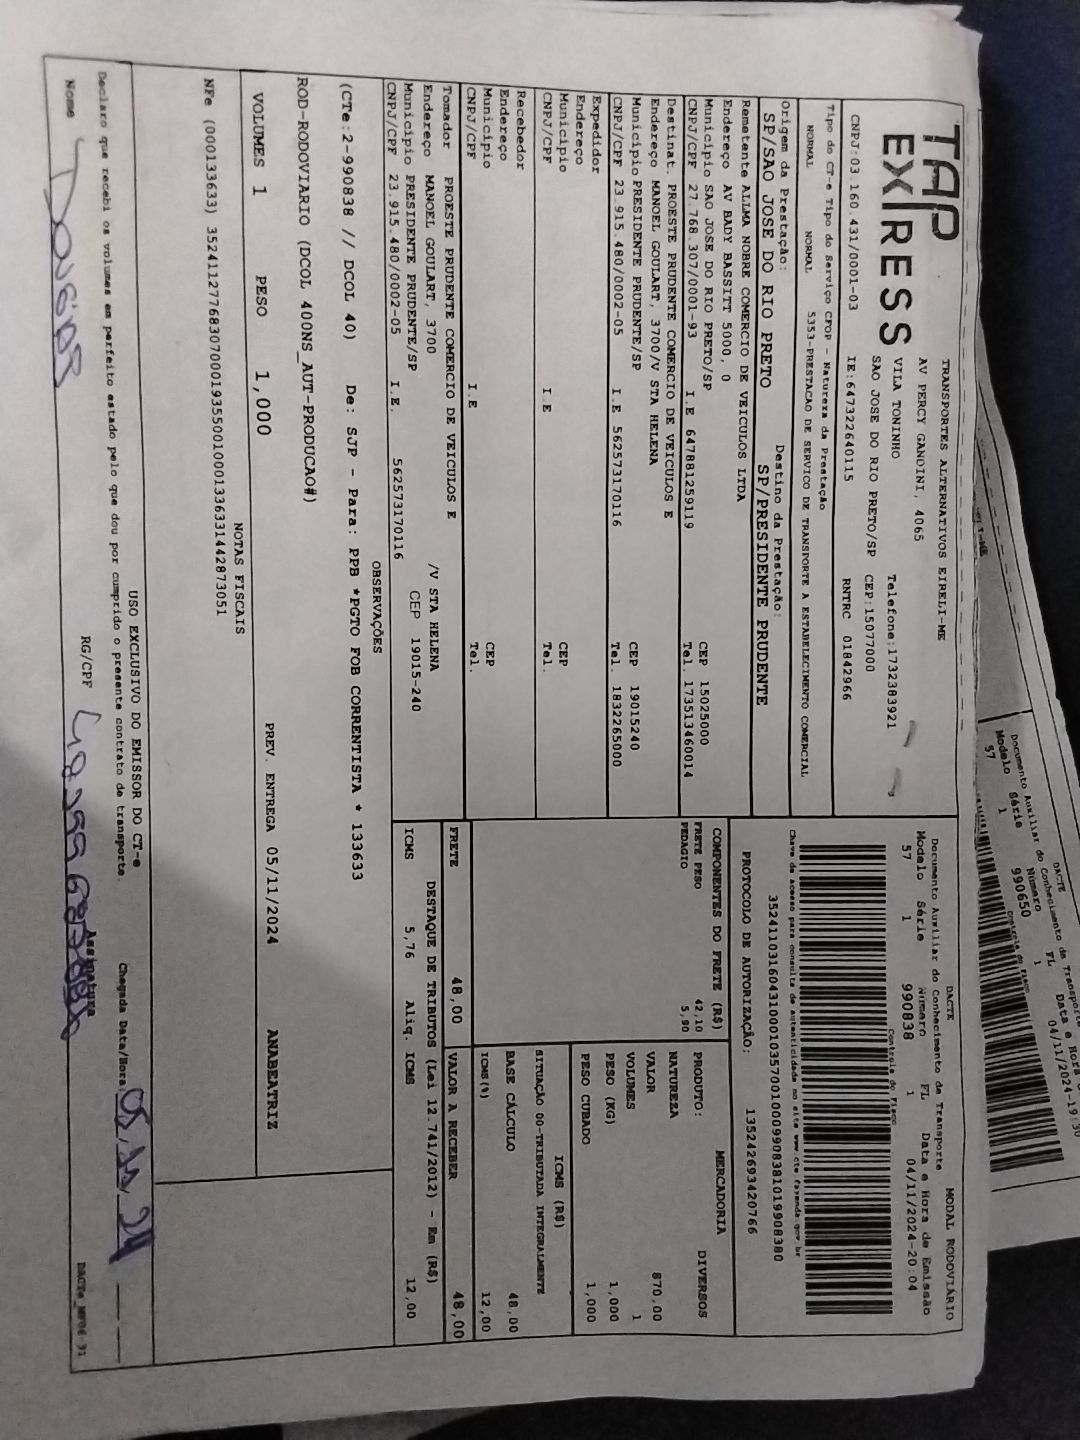 TAP EXPRESS
TRANSPORTES ALTERNATIVOS EIRELI-ME
AV PERCY GANDINI, 4065
VILA TONINHO Telefone:1732383921
SAO JOSE DO RIO PRETO/SP CEP:15077000
CNPJ:03.160.431/0001-03 IE:647322640115 RNTRC 01842966
DACTE MODAL RODOVIÁRIO
Documento Auxiliar do Conhecimento de Transporte
Modelo Série Número FL Data e Hora de Emissão
57 1 990838 1 04/11/2024-20:04
Controle do Fisco
Chave de acesso para consulta de autenticidade no site www.cte.fazenda.gov.br
35241103160431000103570010009908381019908380
PROTOCOLO DE AUTORIZAÇÃO: 135242693420766
Tipo do CT-e Tipo do Serviço CFOP - Natureza da Prestação
NORMAL NORMAL 5353-PRESTACAO DE SERVICO DE TRANSPORTE A ESTABELECIMENTO COMERCIAL
Origem da Prestação: Destino da Prestação:
SP/SAO JOSE DO RIO PRETO SP/PRESIDENTE PRUDENTE
Remetente ALLMA NOBRE COMERCIO DE VEICULOS LTDA
Endereço AV BADY BASSITT 5000, 0
Município SAO JOSE DO RIO PRETO/SP CEP 15025000
CNPJ/CPF 27.768.307/0001-93 I.E 647881259119 Tel. 173513460014
Destinat. PROESTE PRUDENTE COMERCIO DE VEICULOS E
Endereço MANOEL GOULART, 3700/V STA HELENA
Município PRESIDENTE PRUDENTE/SP CEP 19015240
CNPJ/CPF 23.915.480/0002-05 I.E 562573170116 Tel. 1832265000
Expedidor
Endereço
Município CEP
CNPJ/CPF I.E Tel.
Recebedor
Endereço
Município CEP
CNPJ/CPF I.E Tel.
Tomador PROESTE PRUDENTE COMERCIO DE VEICULOS E
Endereço MANOEL GOULART, 3700 /V STA HELENA
Município PRESIDENTE PRUDENTE/SP CEP 19015-240
CNPJ/CPF 23.915.480/0002-05 I.E. 562573170116
COMPONENTES DO FRETE (R$)
FRETE PESO 42,10
PEDAGIO 5,90
PRODUTO: MERCADORIA
NATUREZA DIVERSOS
VALOR 870,00
VOLUMES 1
PESO (KG) 1,000
PESO CUBADO 1,000
ICMS (R$)
SITUAÇÃO 00-TRIBUTADA INTEGRALMENTE
BASE CÁLCULO 48,00
ICMS(%) 12,00
FRETE 48,00 VALOR A RECEBER 48,00
DESTAQUE DE TRIBUTOS (Lei 12.741/2012) - Em (R$)
ICMS 5,76 Aliq. ICMS 12,00
OBSERVAÇÕES
(CTe:2-990838 // DCOL 40) De: SJP - Para: PPB *PGTO FOB CORRENTISTA * 133633
ROD-RODOVIARIO (DCOL 400NS_AUT-PRODUCAO#)
VOLUMES 1 PESO 1,000 PREV. ENTREGA 05/11/2024 ANABEATRIZ
NOTAS FISCAIS
NFe (000133633) 35241127768307000193550010001336331442873051
USO EXCLUSIVO DO EMISSOR DO CT-e
Declaro que recebi os volumes em perfeito estado pelo que dou por cumprido o presente contrato de transporte. Chegada Data/Hora 05 11 24
Nome RG/CPF Assinatura
DACTE
Documento Auxiliar do Conhecimento de Transporte
Modelo Série Número FL Data e Hora
57 1 990650 1 04/11/2024-19:30
Controle do Fisco